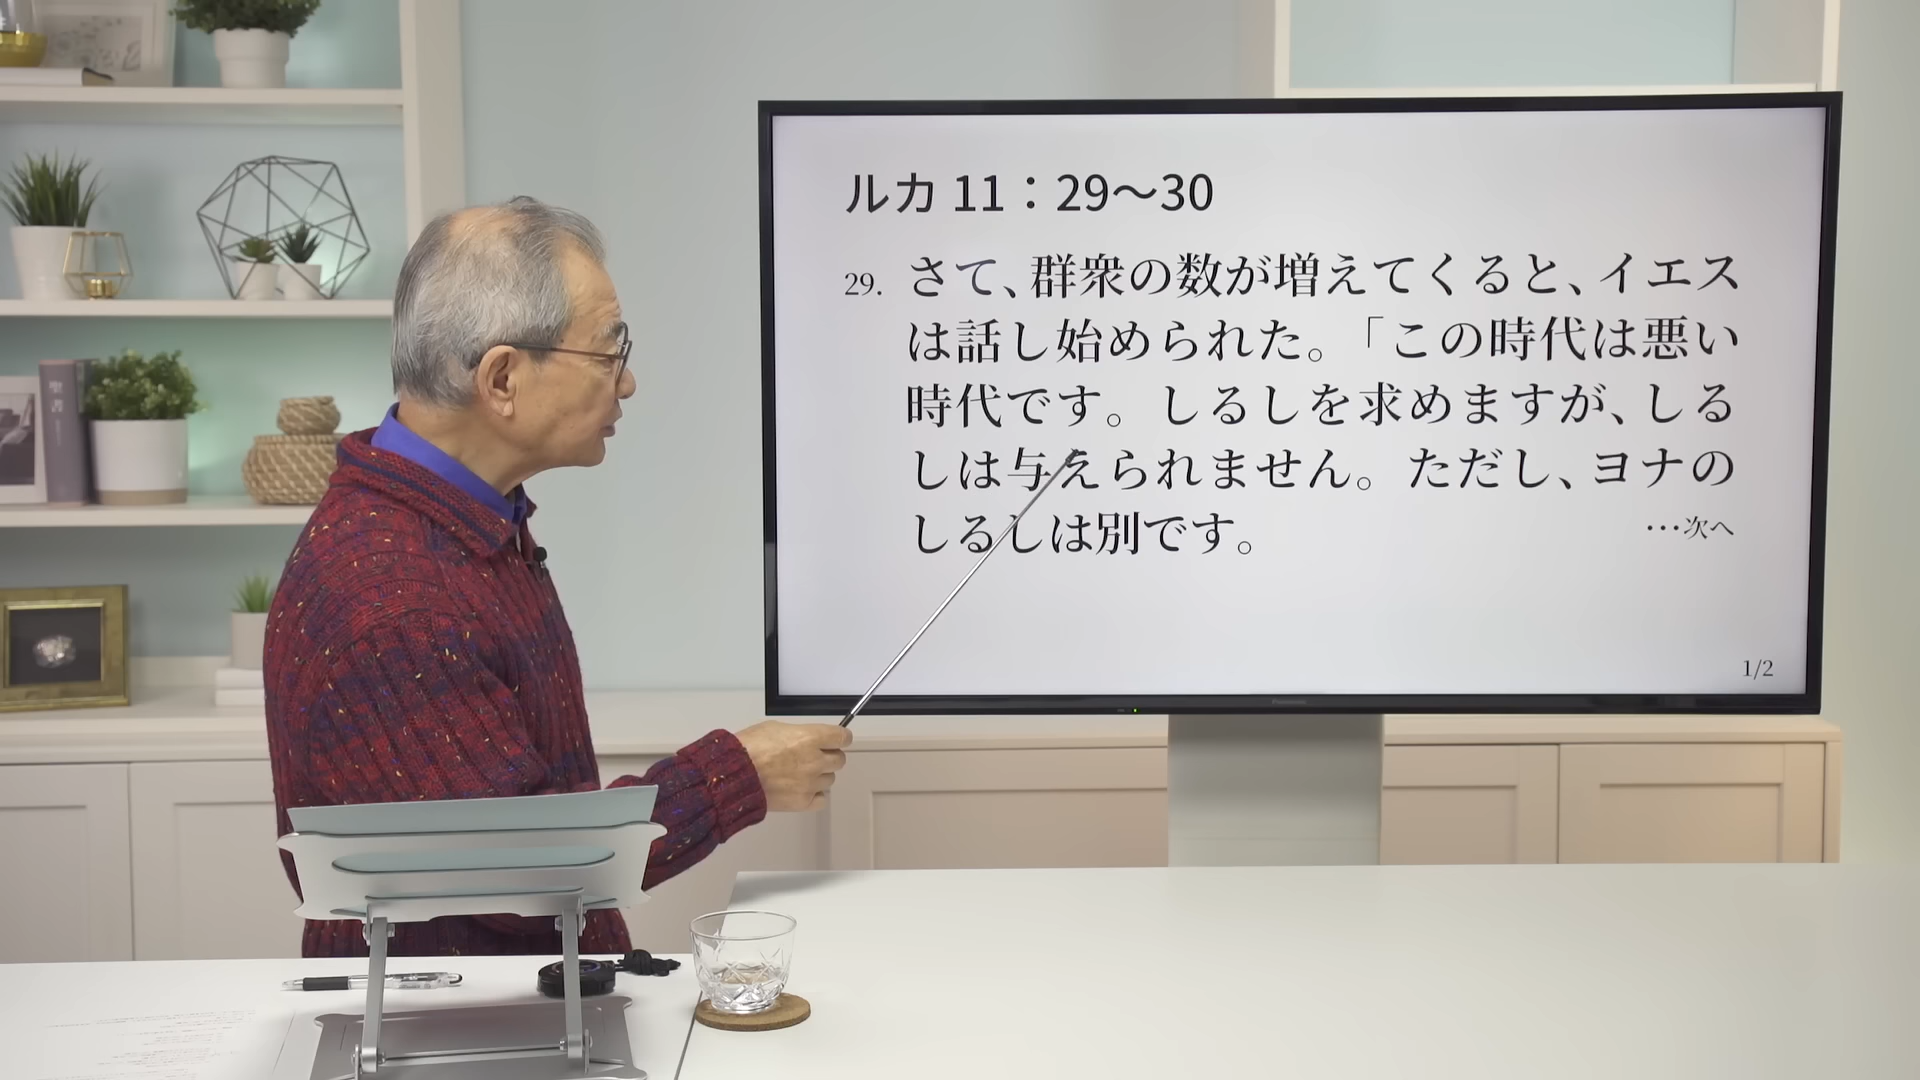 ルカ 11：29〜30
29. さて、群衆の数が増えてくると、イエス
は話し始められた。「この時代は悪い
時代です。しるしを求めますが、しる
しは与えられません。ただし、ヨナの
しるしは別です。
…次へ
1/2
Panasonic
聖書